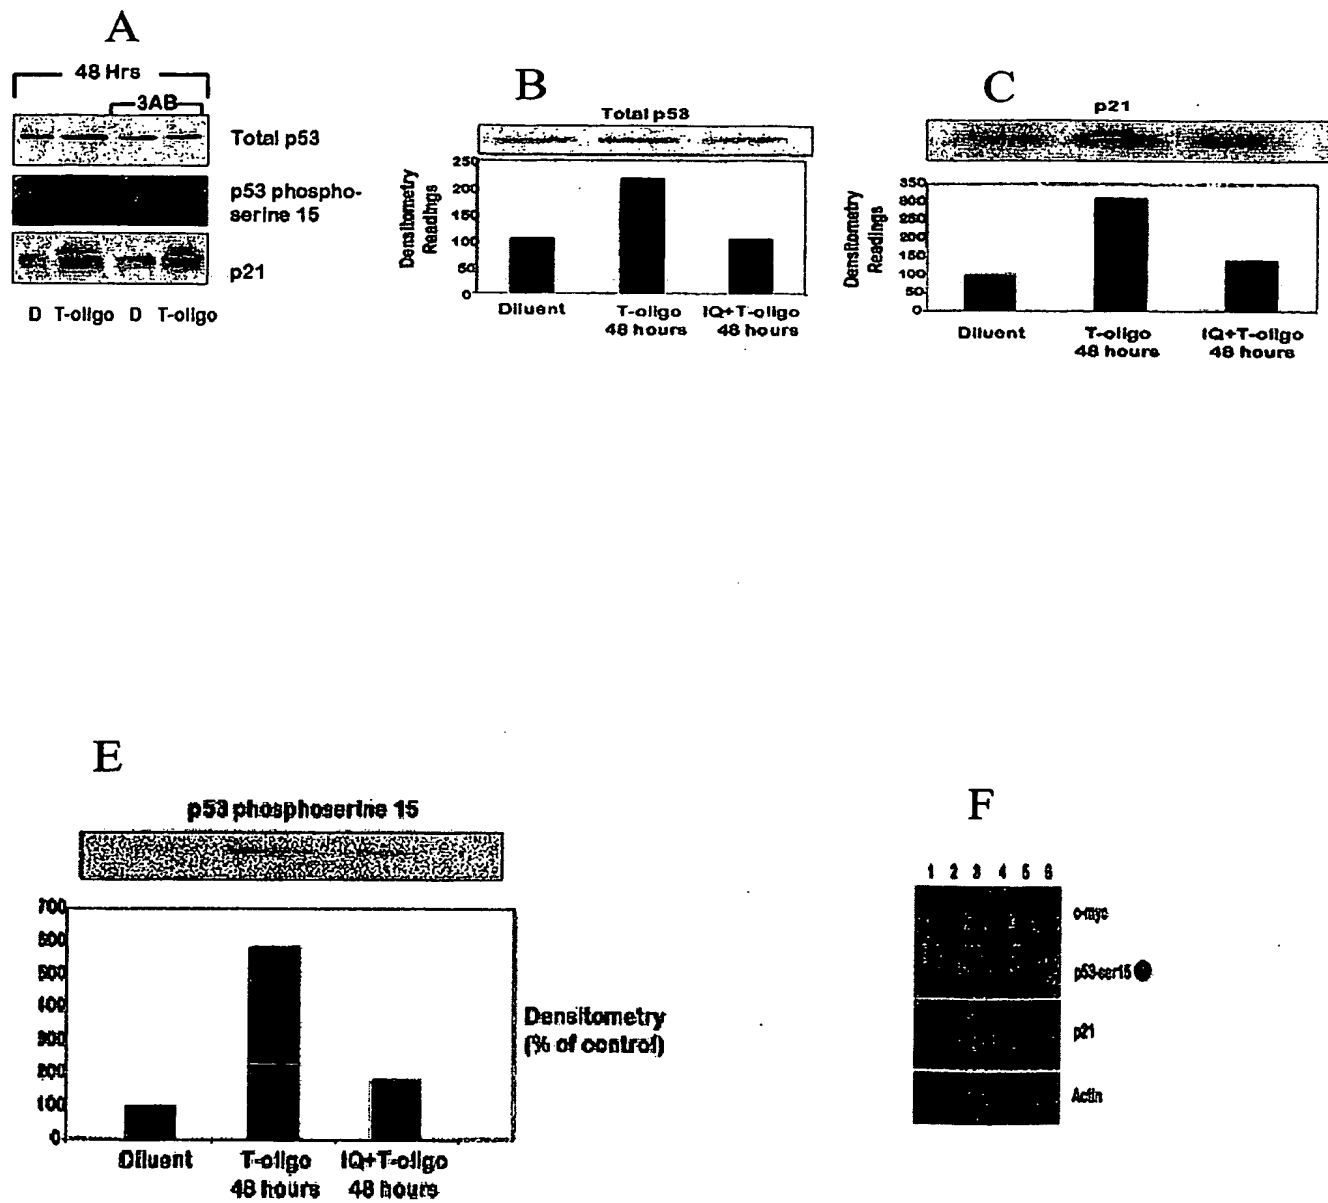 A
48 Hrs
3AB
Total p53
p53 phospho-
serine 15
p21
D T-oligo D T-oligo
B
Total p53
250
200
150
100
50
0
Densitometry
Readings
Diluent
T-oligo
48 hours
IQ+T-oligo
48 hours
C
p21
350
300
250
200
150
100
50
0
Densitometry
Readings
Diluent
T-oligo
48 hours
IQ+T-oligo
48 hours
E
p53 phosphoserine 15
700
600
500
400
300
200
100
0
Densitometry
(% of control)
Diluent
T-oligo
48 hours
IQ+T-oligo
48 hours
F
1 2 3 4 5 6
c-myc
p53-ser15
p21
Actin